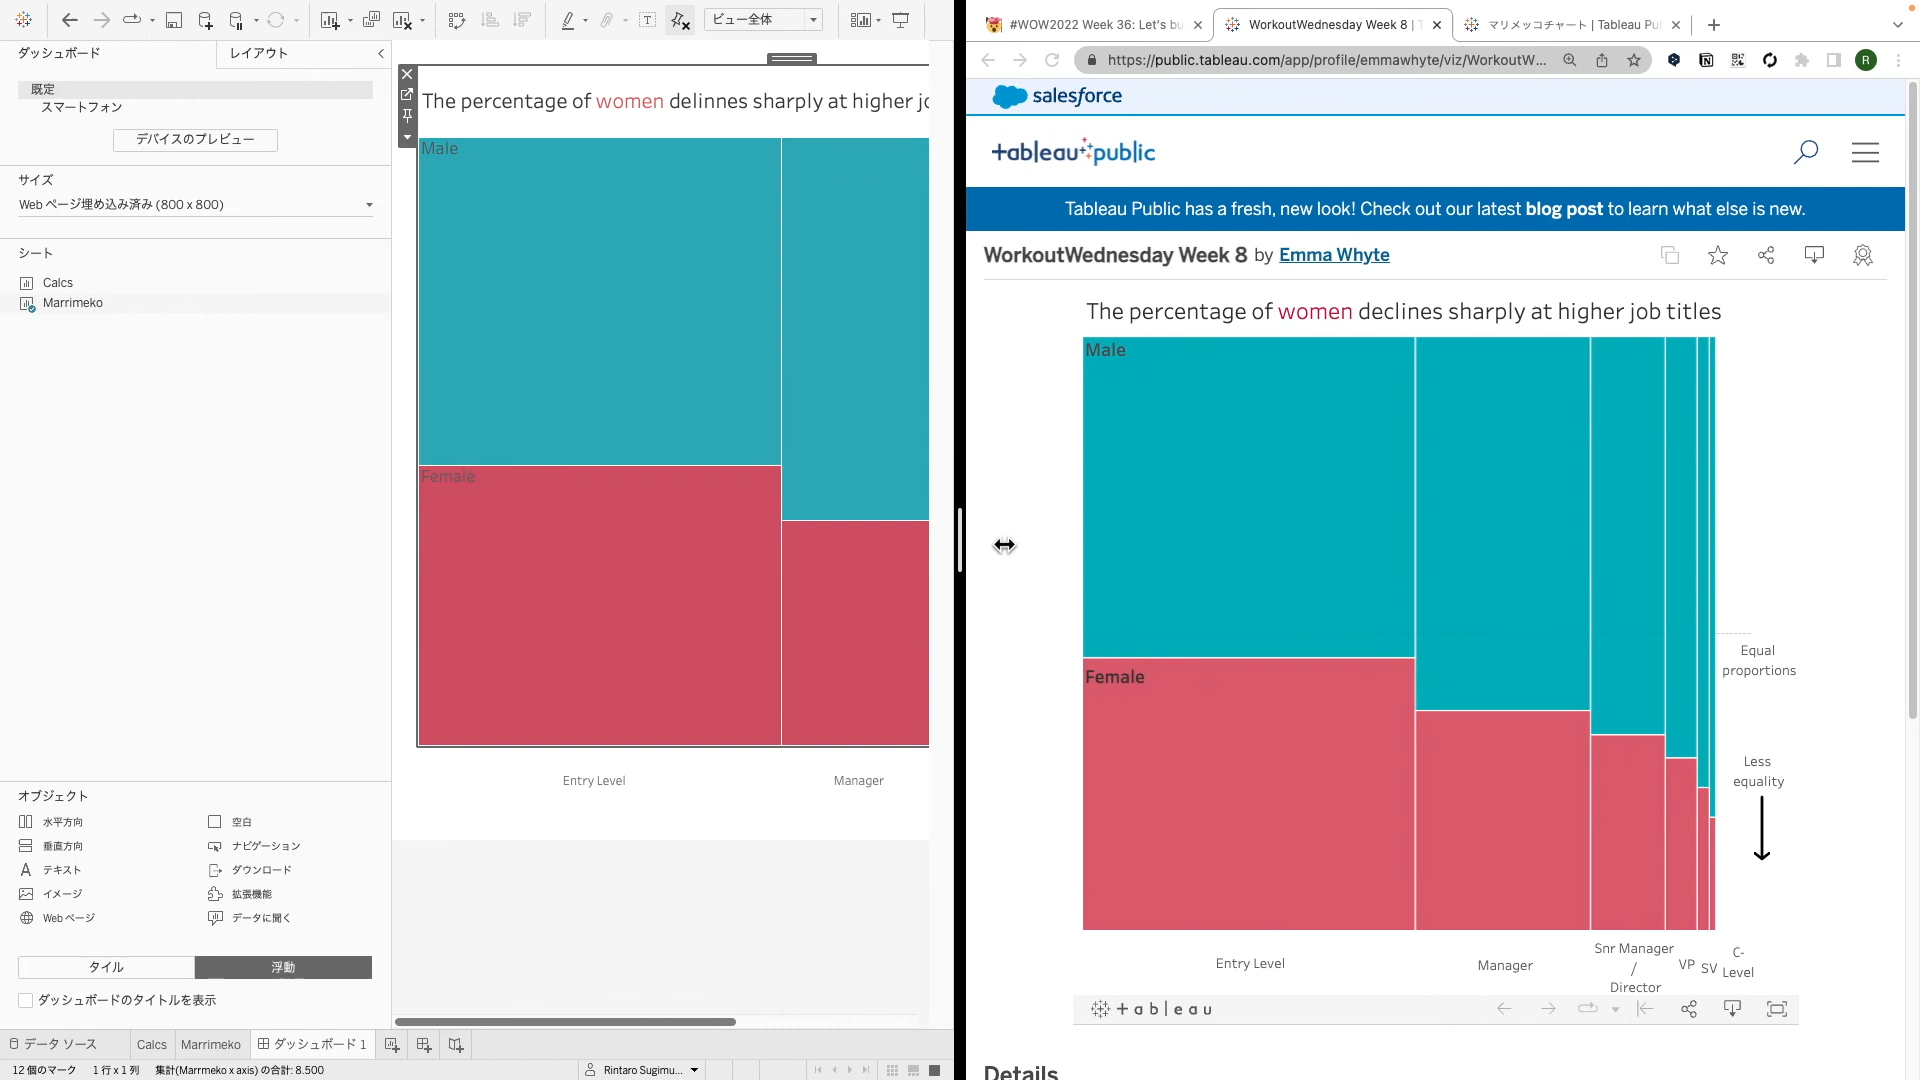 ビュー全体
#WOW2022 Week 36: Let's bu
WorkoutWednesday Week 8 | T
マリメッコチャート | Tableau Pu
ダッシュボード
レイアウト
https://public.tableau.com/app/profile/emmawhyte/viz/WorkoutW...
R
既定
スマートフォン
デバイスのプレビュー
サイズ
Web ページ埋め込み済み (800 x 800)
シート
Calcs
Marrimeko
オブジェクト
水平方向
空白
垂直方向
ナビゲーション
テキスト
ダウンロード
イメージ
拡張機能
Web ページ
データに聞く
タイル
浮動
ダッシュボードのタイトルを表示
The percentage of women delinnes sharply at higher jo
Male
Female
Entry Level
Manager
データ ソース
Calcs
Marrimeko
ダッシュボード 1
12 個のマーク
1 行 x 1 列
集計(Marrmeko x axis) の合計: 8.500
Rintaro Sugimu...
salesforce
+ableau public
Tableau Public has a fresh, new look! Check out our latest blog post to learn what else is new.
WorkoutWednesday Week 8 by Emma Whyte
The percentage of women declines sharply at higher job titles
Male
Female
Equal
proportions
Less
equality
Entry Level
Manager
Snr Manager
/
Director
VP
SV
C-
Level
+ a b l e a u
Details